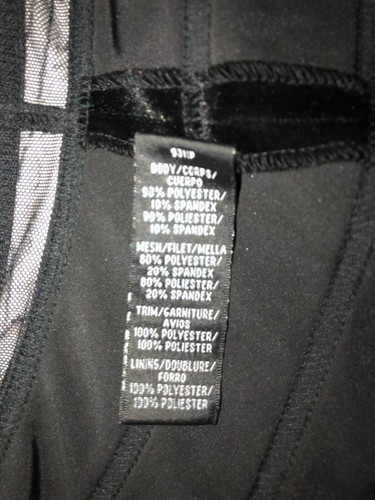 BODY/CORPS/
CUERPO
90% POLYESTER/
10% SPANDEX
90% POLIESTER/
10% SPANDEX
MESH/FILET/MELLA
80% POLYESTER/
20% SPANDEX
80% POLIESTER/
20% SPANDEX
TRIM/GARNITURE/
AVIOS
100% POLYESTER/
100% POLIESTER
LINING/DOUBLURE/
FORRO
100% POLYESTER/
100% POLIESTER